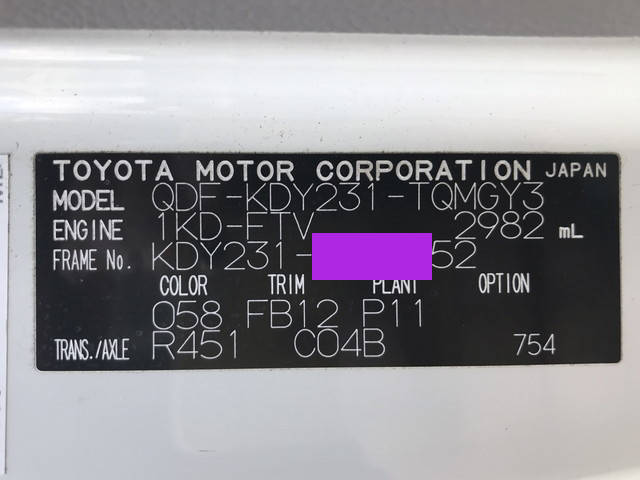 TOYOTA MOTOR CORPORATION JAPAN
MODEL QDF-KDY231-TQMGY3
ENGINE 1KD-FTV 2982 mL
FRAME No. KDY231- 52
COLOR TRIM PLANT OPTION
058 FB12 P11
TRANS./AXLE R451 C04B 754